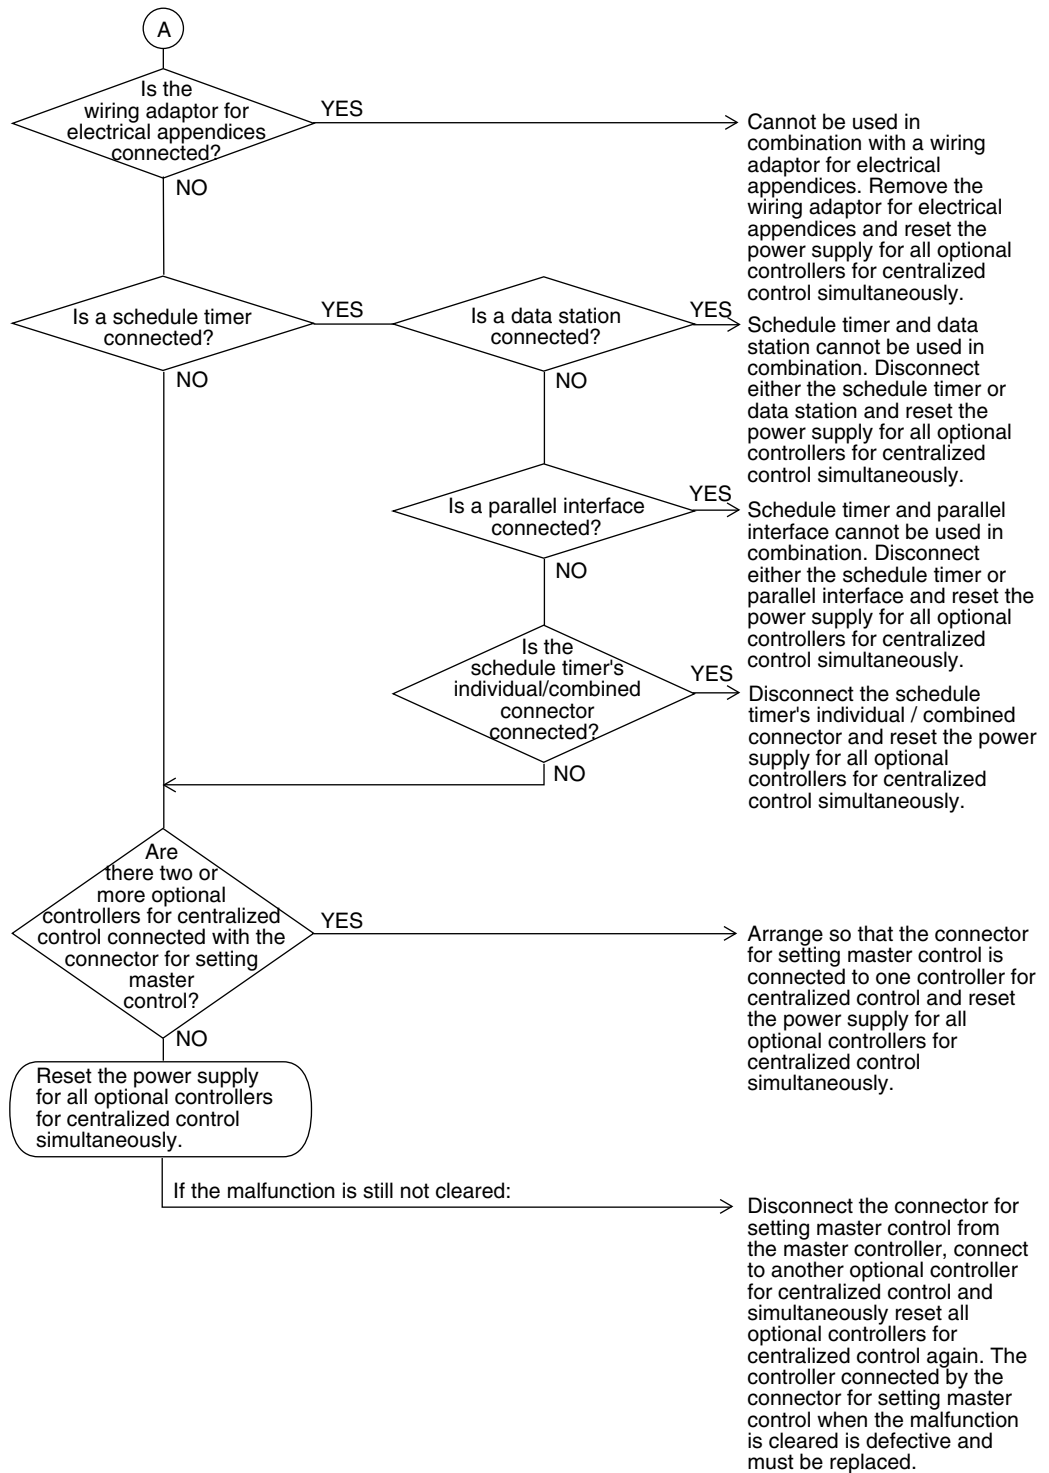 A
Is the
wiring adaptor for
electrical appendices
connected?
YES
NO
Cannot be used in
combination with a wiring
adaptor for electrical
appendices. Remove the
wiring adaptor for electrical
appendices and reset the
power supply for all optional
controllers for centralized
control simultaneously.
Is a schedule timer
connected?
YES
NO
Is a data station
connected?
YES
NO
Schedule timer and data
station cannot be used in
combination. Disconnect
either the schedule timer or
data station and reset the
power supply for all optional
controllers for centralized
control simultaneously.
Is a parallel interface
connected?
YES
NO
Schedule timer and parallel
interface cannot be used in
combination. Disconnect
either the schedule timer or
parallel interface and reset the
power supply for all optional
controllers for centralized
control simultaneously.
Is the
schedule timer's
individual/combined
connector
connected?
YES
NO
Disconnect the schedule
timer's individual / combined
connector and reset the power
supply for all optional
controllers for centralized
control simultaneously.
Are
there two or
more optional
controllers for centralized
control connected with the
connector for setting
master
control?
YES
NO
Arrange so that the connector
for setting master control is
connected to one controller for
centralized control and reset
the power supply for all
optional controllers for
centralized control
simultaneously.
Reset the power supply
for all optional controllers
for centralized control
simultaneously.
If the malfunction is still not cleared:
Disconnect the connector for
setting master control from
the master controller, connect
to another optional controller
for centralized control and
simultaneously reset all
optional controllers for
centralized control again. The
controller connected by the
connector for setting master
control when the malfunction
is cleared is defective and
must be replaced.